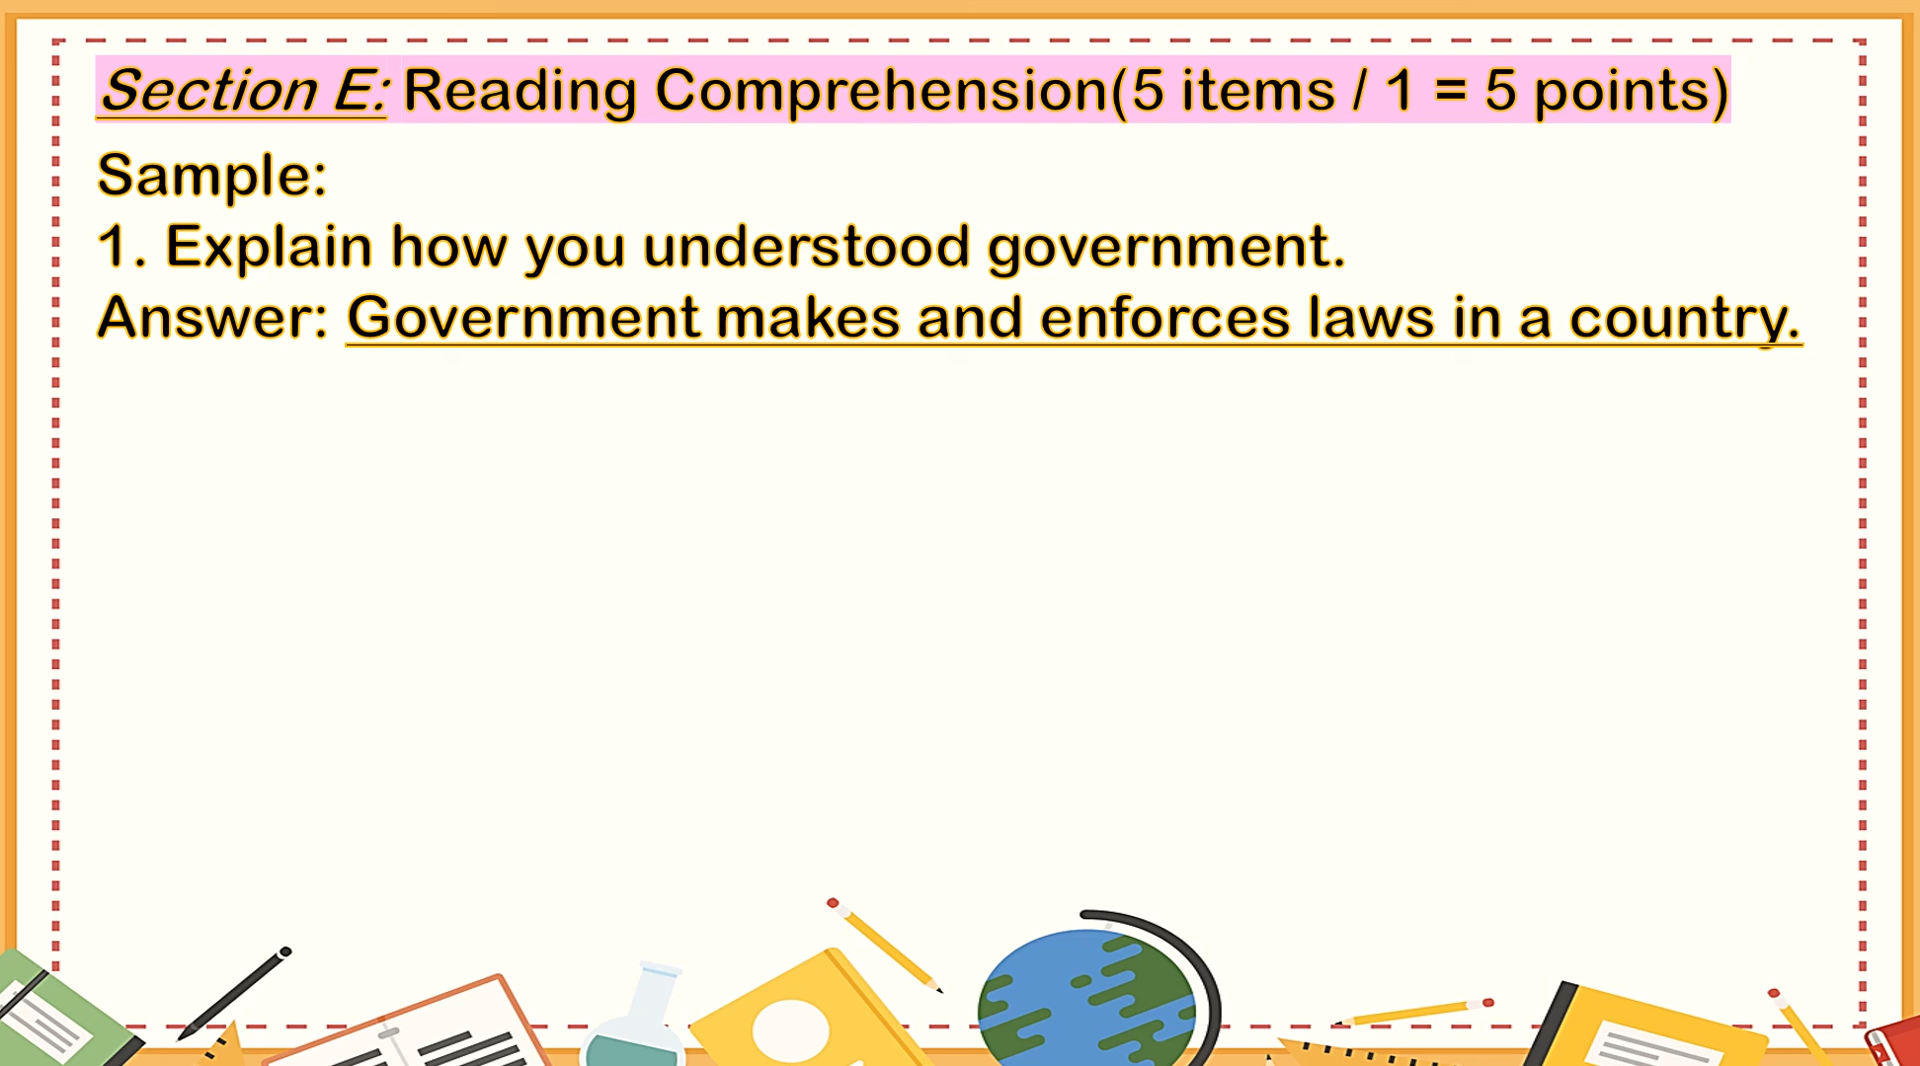 Section E: Reading Comprehension(5 items / 1 = 5 points)
Sample:
1. Explain how you understood government.
Answer: Government makes and enforces laws in a country.